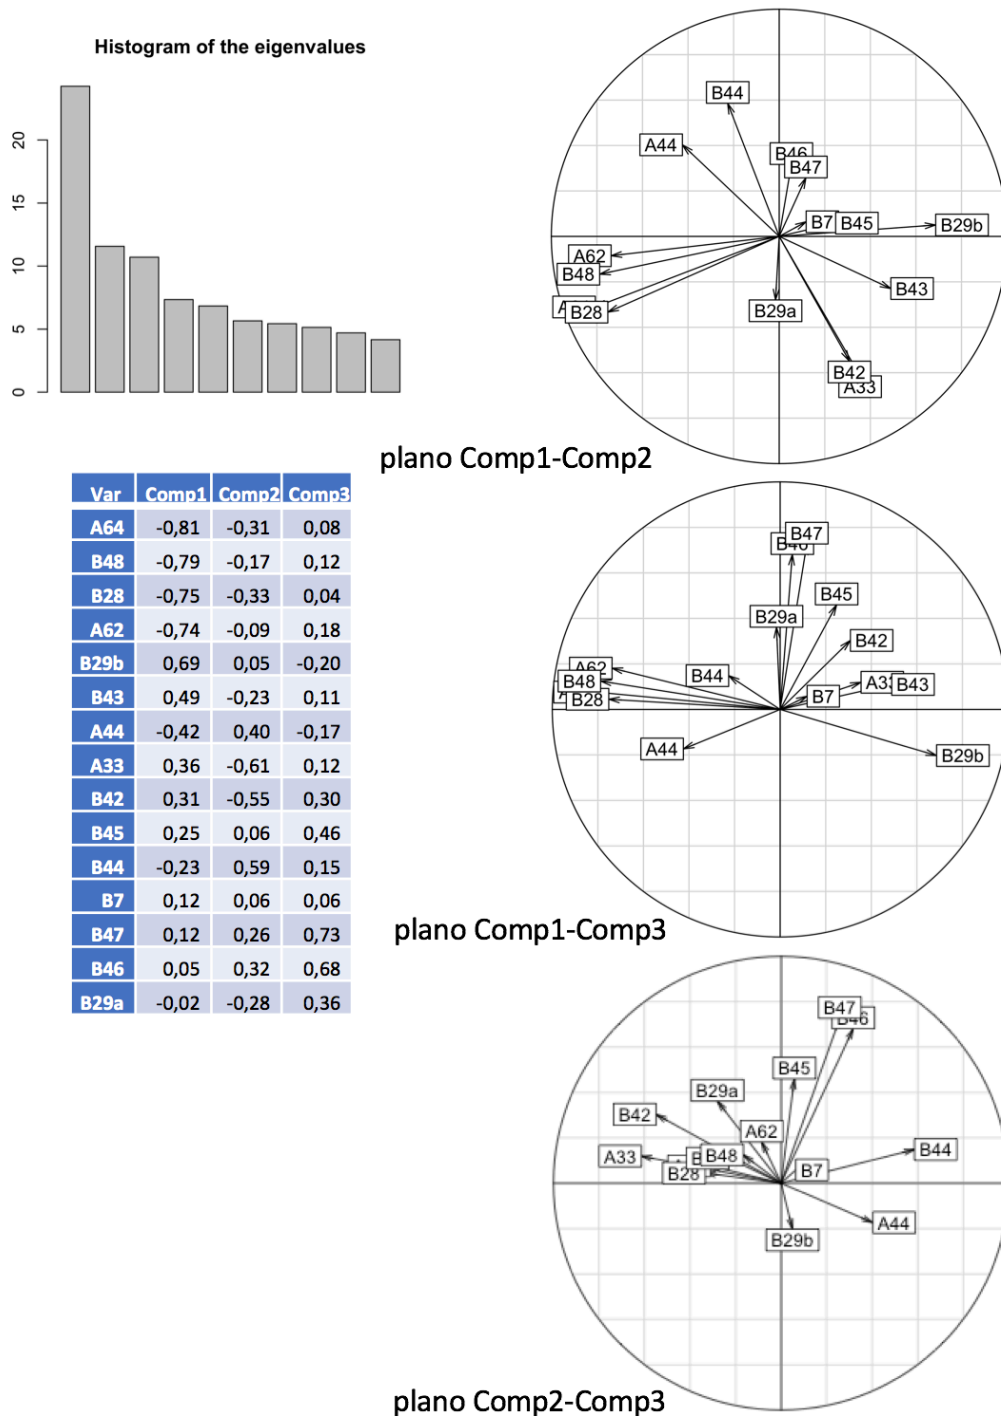 Histogram of the eigenvalues
20
15
10
5
0
B44
A44
B46
B47
B7
B45
B29b
A62
B48
B28
B29a
B43
B42
A33
plano Comp1-Comp2
Var Comp1 Comp2 Comp3
A64 -0,81 -0,31 0,08
B48 -0,79 -0,17 0,12
B28 -0,75 -0,33 0,04
A62 -0,74 -0,09 0,18
B29b 0,69 0,05 -0,20
B43 0,49 -0,23 0,11
A44 -0,42 0,40 -0,17
A33 0,36 -0,61 0,12
B42 0,31 -0,55 0,30
B45 0,25 0,06 0,46
B44 -0,23 0,59 0,15
B7 0,12 0,06 0,06
B47 0,12 0,26 0,73
B46 0,05 0,32 0,68
B29a -0,02 -0,28 0,36
B47
B46
B45
B29a
B42
A62
B48
B44
A33
B43
B28
B7
A44
B29b
plano Comp1-Comp3
B47
B46
B45
B29a
B42
A62
A33
B48
B44
B28
B7
A44
B29b
plano Comp2-Comp3